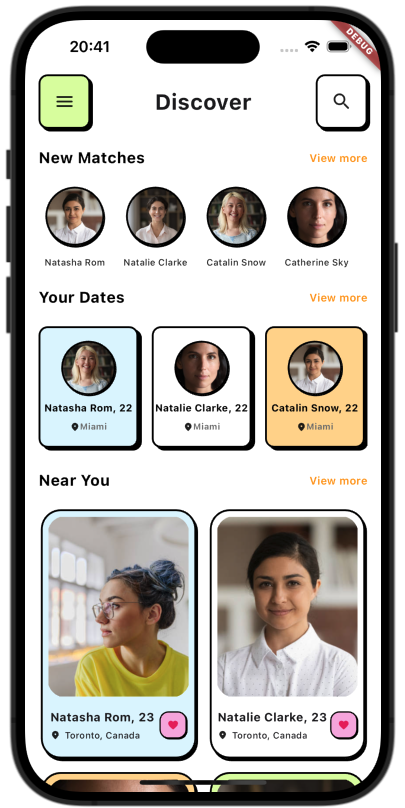 20:41
DEBUG
Discover
New Matches
View more
Natasha Rom
Natalie Clarke
Catalin Snow
Catherine Sky
Your Dates
View more
Natasha Rom, 22
Natalie Clarke, 22
Catalin Snow, 22
Miami
Miami
Miami
Near You
View more
Natasha Rom, 23
Natalie Clarke, 23
Toronto, Canada
Toronto, Canada